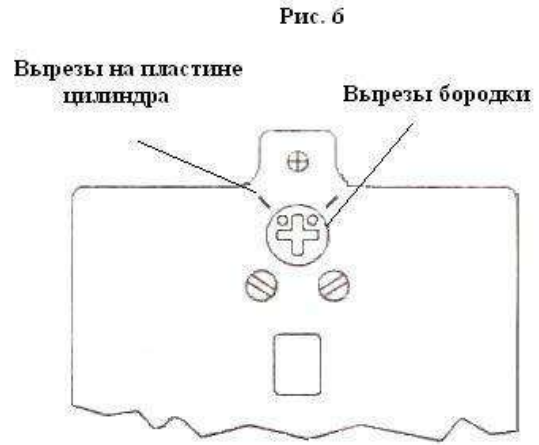 Рис. 6
Вырезы на пластине
цилиндра
Вырезы бородки